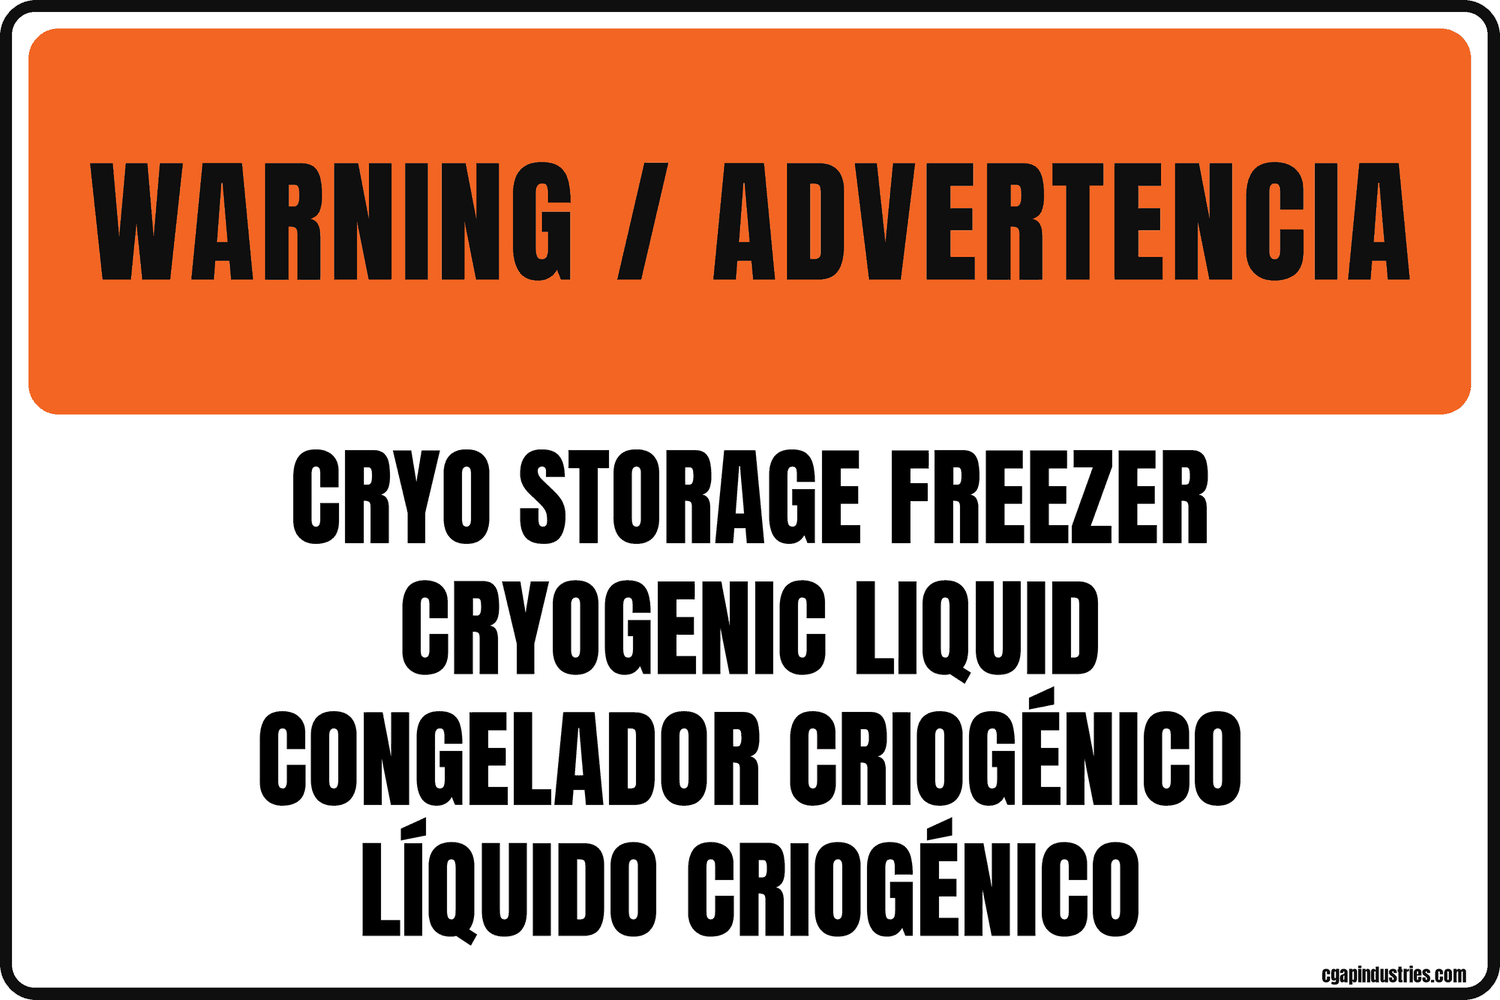 WARNING / ADVERTENCIA
CRYO STORAGE FREEZER
CRYOGENIC LIQUID
CONGELADOR CRIOGÉNICO
LÍQUIDO CRIOGÉNICO
cgapindustries.com